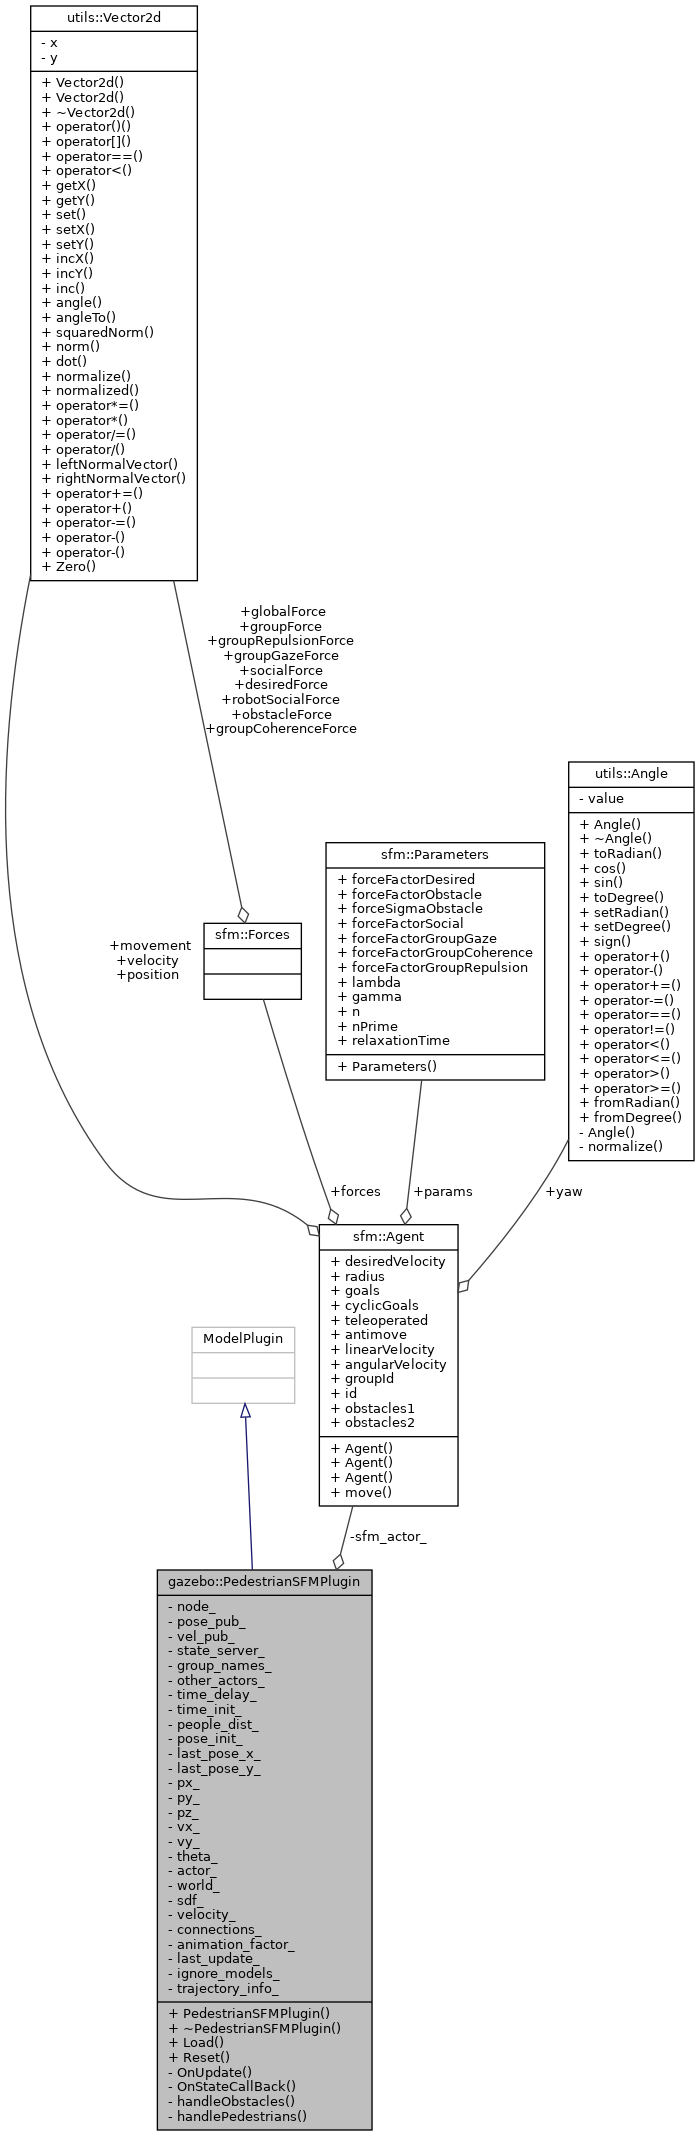 utils::Vector2d
- x
- y
+ Vector2d()
+ Vector2d()
+ ~Vector2d()
+ operator()()
+ operator[]()
+ operator==()
+ operator<()
+ getX()
+ getY()
+ set()
+ setX()
+ setY()
+ incX()
+ incY()
+ inc()
+ angle()
+ angleTo()
+ squaredNorm()
+ norm()
+ dot()
+ normalize()
+ normalized()
+ operator*=()
+ operator*()
+ operator/=()
+ operator/()
+ leftNormalVector()
+ rightNormalVector()
+ operator+=()
+ operator+()
+ operator-=()
+ operator-()
+ operator-()
+ Zero()
+globalForce
+groupForce
+groupRepulsionForce
+groupGazeForce
+socialForce
+desiredForce
+robotSocialForce
+obstacleForce
+groupCoherenceForce
utils::Angle
- value
+ Angle()
+ ~Angle()
+ toRadian()
+ cos()
+ sin()
+ toDegree()
+ setRadian()
+ setDegree()
+ sign()
+ operator+()
+ operator-()
+ operator+=()
+ operator-=()
+ operator==()
+ operator!=()
+ operator<()
+ operator<=()
+ operator>()
+ operator>=()
+ fromRadian()
+ fromDegree()
- Angle()
- normalize()
sfm::Parameters
+ forceFactorDesired
+ forceFactorObstacle
+ forceSigmaObstacle
+ forceFactorSocial
+ forceFactorGroupGaze
+ forceFactorGroupCoherence
+ forceFactorGroupRepulsion
+ lambda
+ gamma
+ n
+ nPrime
+ relaxationTime
+ Parameters()
sfm::Forces
+movement
+velocity
+position
+forces
+params
+yaw
sfm::Agent
+ desiredVelocity
+ radius
+ goals
+ cyclicGoals
+ teleoperated
+ antimove
+ linearVelocity
+ angularVelocity
+ groupId
+ id
+ obstacles1
+ obstacles2
+ Agent()
+ Agent()
+ Agent()
+ move()
ModelPlugin
-sfm_actor_
gazebo::PedestrianSFMPlugin
- node_
- pose_pub_
- vel_pub_
- state_server_
- group_names_
- other_actors_
- time_delay_
- time_init_
- people_dist_
- pose_init_
- last_pose_x_
- last_pose_y_
- px_
- py_
- pz_
- vx_
- vy_
- theta_
- actor_
- world_
- sdf_
- velocity_
- connections_
- animation_factor_
- last_update_
- ignore_models_
- trajectory_info_
+ PedestrianSFMPlugin()
+ ~PedestrianSFMPlugin()
+ Load()
+ Reset()
- OnUpdate()
- OnStateCallBack()
- handleObstacles()
- handlePedestrians()